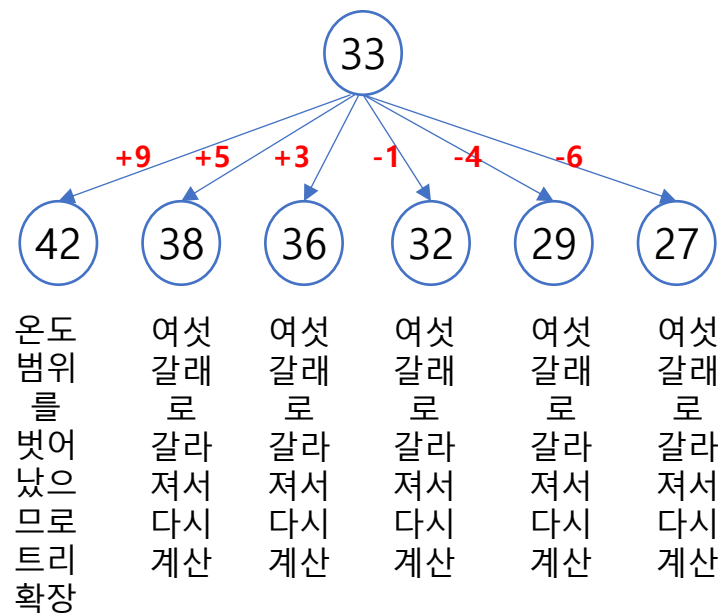 33
+9 +5 +3 -1 -4 -6
42 38 36 32 29 27
온도
범위
를
벗어
났으
므로
트리
확장
여섯
갈래
로
갈라
져서
다시
계산
여섯
갈래
로
갈라
져서
다시
계산
여섯
갈래
로
갈라
져서
다시
계산
여섯
갈래
로
갈라
져서
다시
계산
여섯
갈래
로
갈라
져서
다시
계산